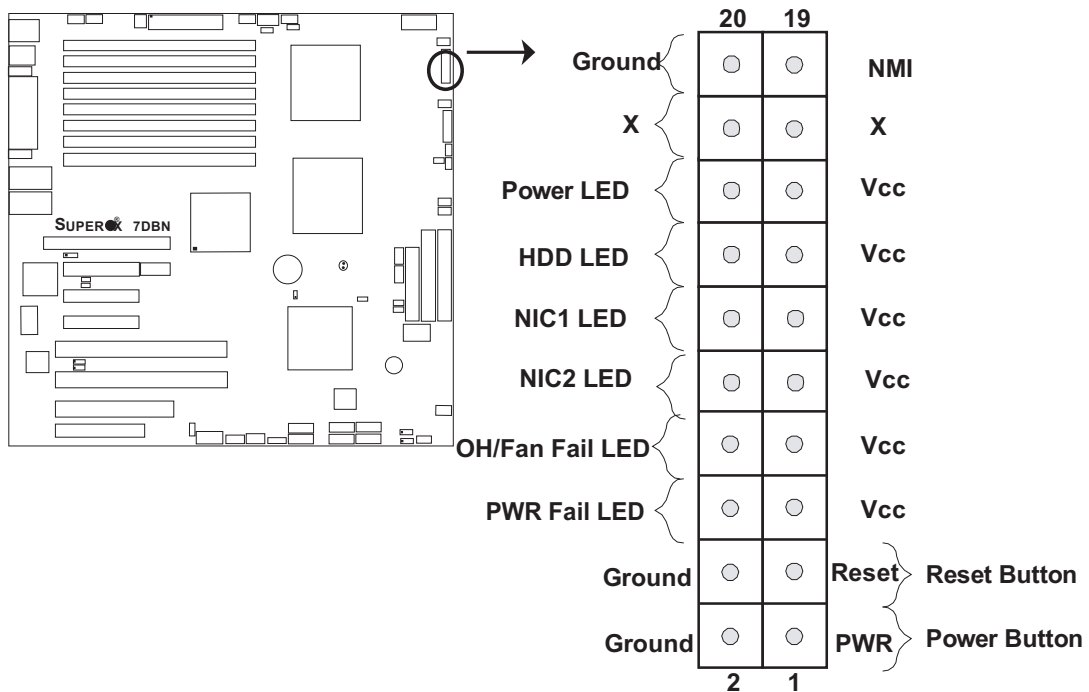 20 19
Ground NMI
X X
Power LED Vcc
HDD LED Vcc
NIC1 LED Vcc
NIC2 LED Vcc
OH/Fan Fail LED Vcc
PWR Fail LED Vcc
Ground Reset Reset Button
Ground PWR Power Button
2 1
SUPER X® 7DBN